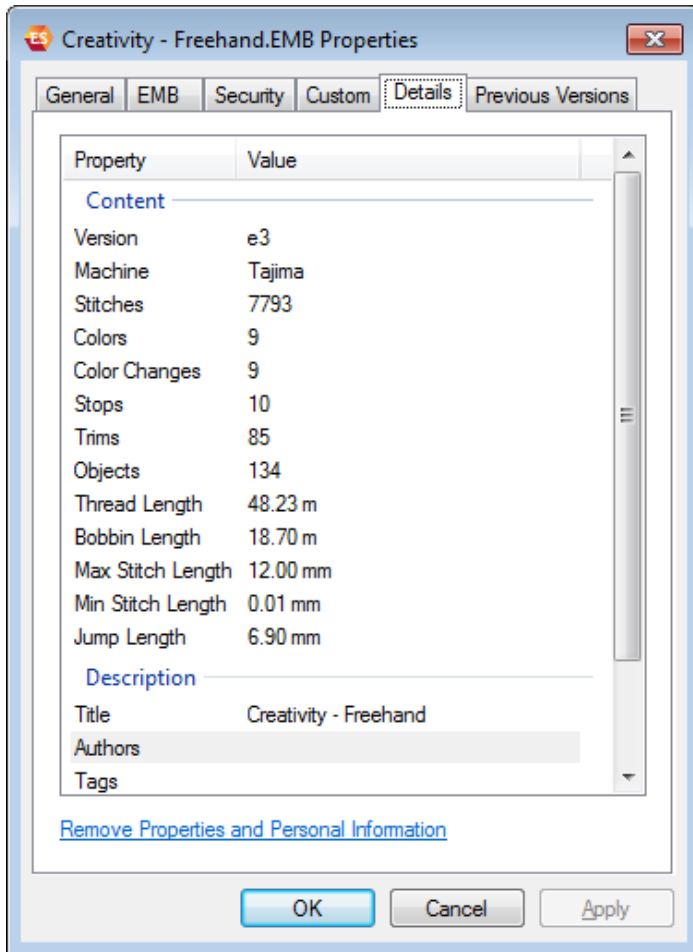 ES Creativity - Freehand.EMB Properties
General EMB Security Custom Details Previous Versions
Property Value
Content
Version e3
Machine Tajima
Stitches 7793
Colors 9
Color Changes 9
Stops 10
Trims 85
Objects 134
Thread Length 48.23 m
Bobbin Length 18.70 m
Max Stitch Length 12.00 mm
Min Stitch Length 0.01 mm
Jump Length 6.90 mm
Description
Title Creativity - Freehand
Authors
Tags
Remove Properties and Personal Information
OK Cancel Apply